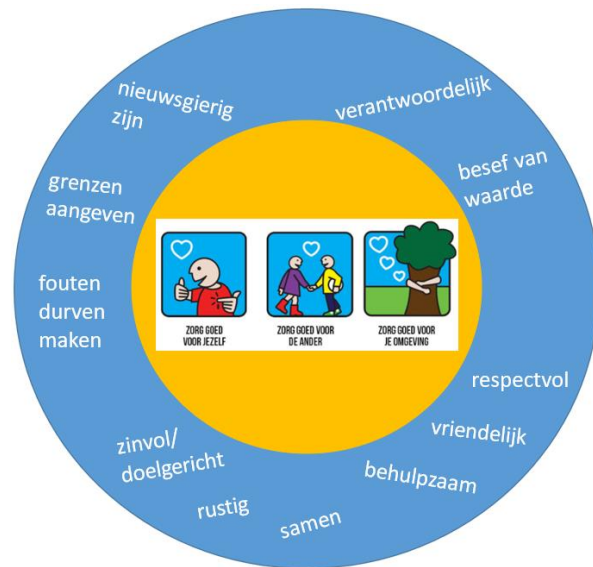 nieuwsgierig
zijn
verantwoordelijk
besef van
waarde
grenzen
aangeven
fouten
durven
maken
ZORG GOED
VOOR JEZELF
ZORG GOED VOOR
DE ANDER
ZORG GOED VOOR
JE OMGEVING
respectvol
vriendelijk
behulpzaam
samen
rustig
zinvol/
doelgericht